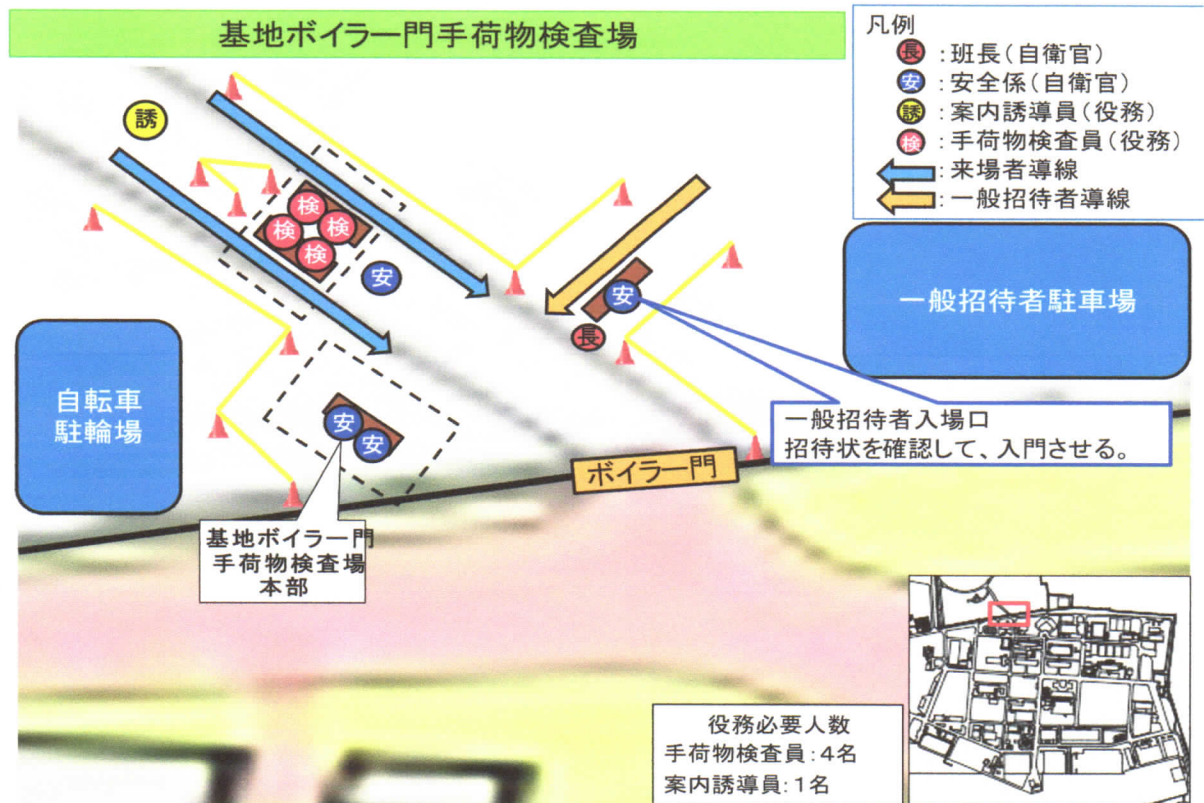 基地ボイラー門手荷物検査場
凡例
長：班長(自衛官)
安：安全係(自衛官)
誘：案内誘導員(役務)
検：手荷物検査員(役務)
：来場者導線
：一般招待者導線
誘
検
検
検
検
安
安
長
一般招待者駐車場
自転車
駐輪場
安
安
一般招待者入場口
招待状を確認して、入門させる。
ボイラー門
基地ボイラー門
手荷物検査場
本部
役務必要人数
手荷物検査員：4名
案内誘導員：1名